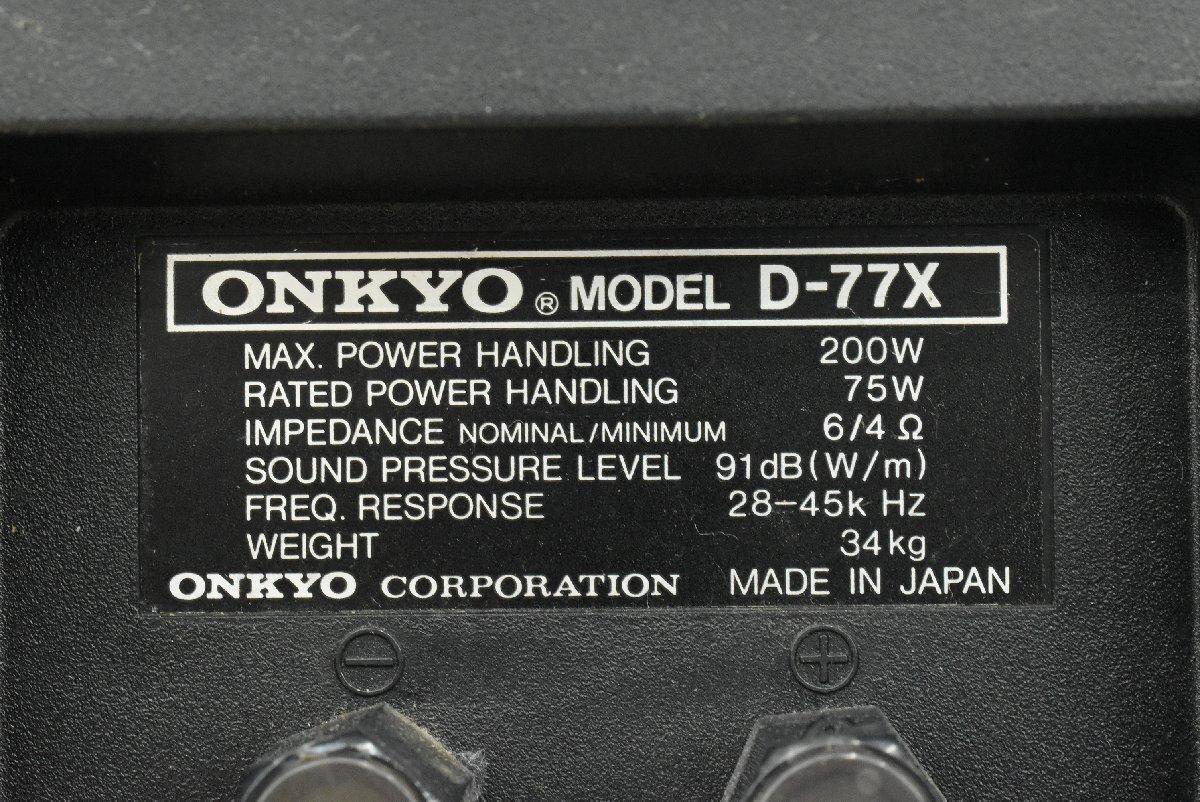 ONKYO® MODEL D-77X
MAX. POWER HANDLING 200W
RATED POWER HANDLING 75W
IMPEDANCE NOMINAL/MINIMUM 6/4 Ω
SOUND PRESSURE LEVEL 91dB(W/m)
FREQ. RESPONSE 28-45k Hz
WEIGHT 34kg
ONKYO CORPORATION MADE IN JAPAN
− +